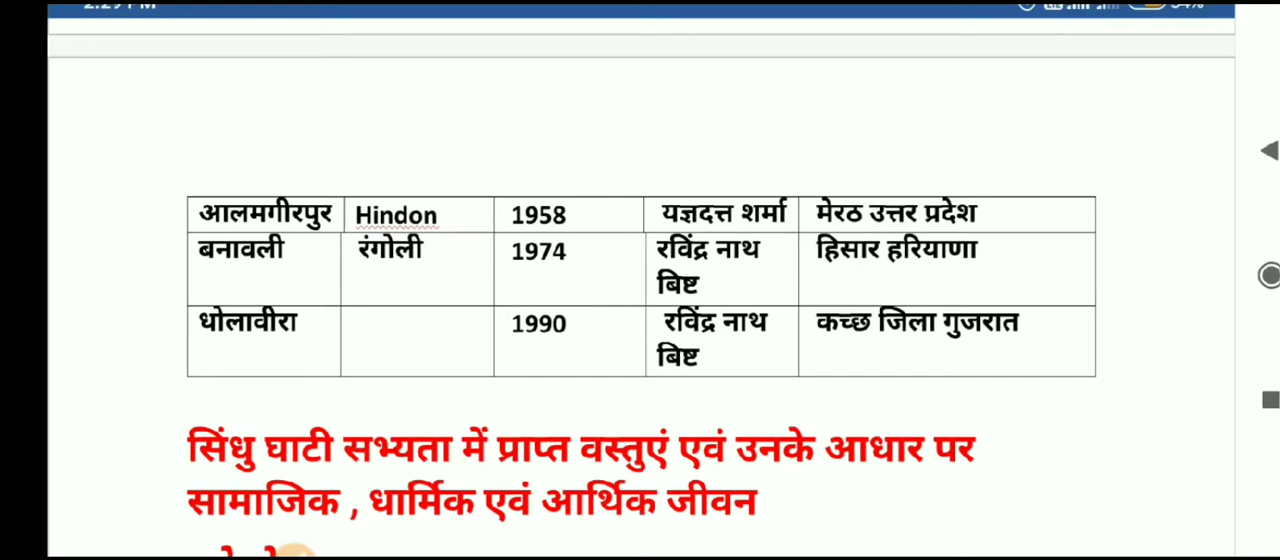 आलमगीरपुर Hindon 1958 यज्ञदत्त शर्मा मेरठ उत्तर प्रदेश
बनावली रंगोली 1974 रविंद्र नाथ बिष्ट हिसार हरियाणा
धोलावीरा 1990 रविंद्र नाथ बिष्ट कच्छ जिला गुजरात
सिंधु घाटी सभ्यता में प्राप्त वस्तुएं एवं उनके आधार पर
सामाजिक , धार्मिक एवं आर्थिक जीवन